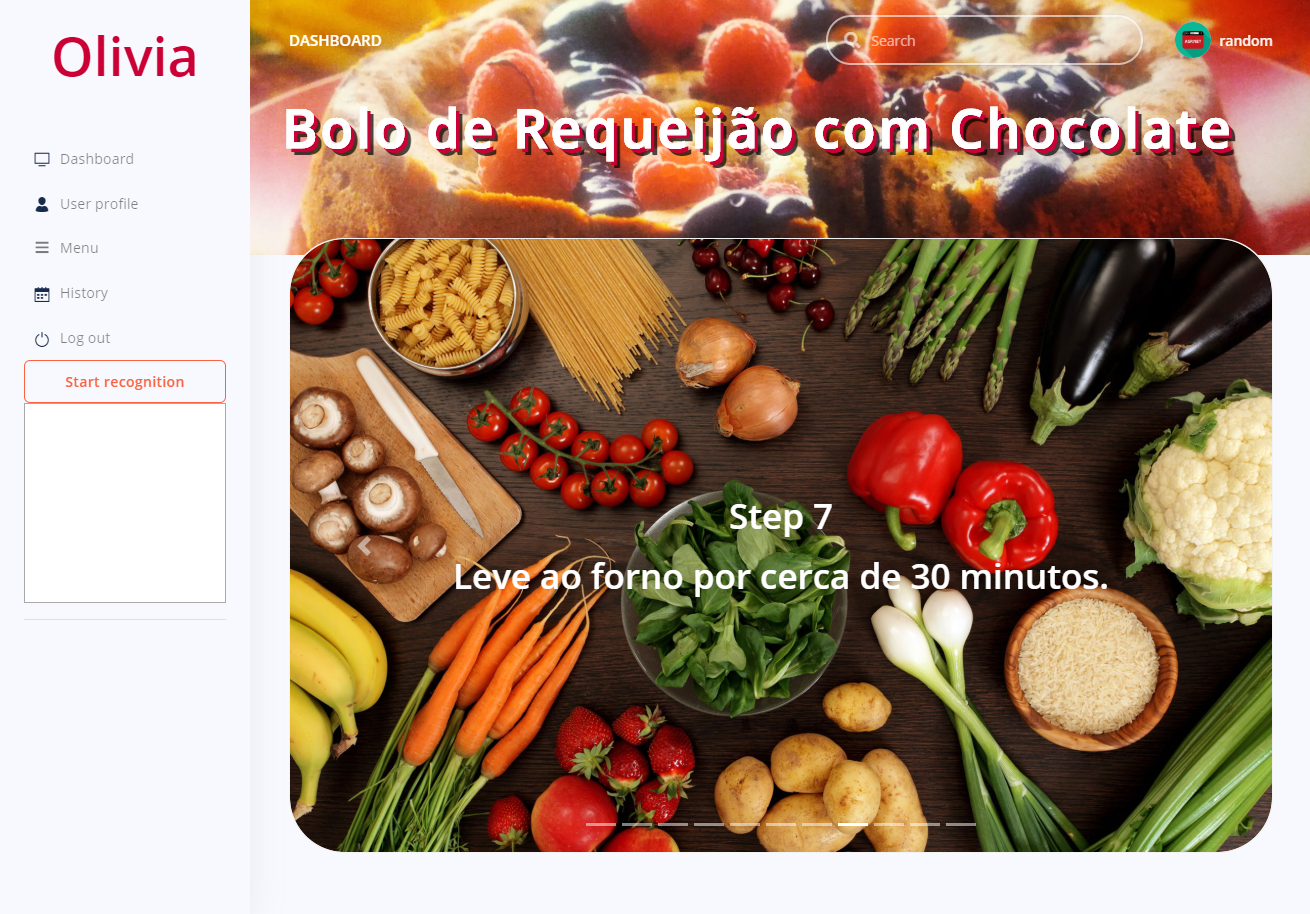 Olivia
DASHBOARD
Search
random
Bolo de Requeijão com Chocolate
Dashboard
User profile
Menu
History
Log out
Start recognition
Step 7
Leve ao forno por cerca de 30 minutos.